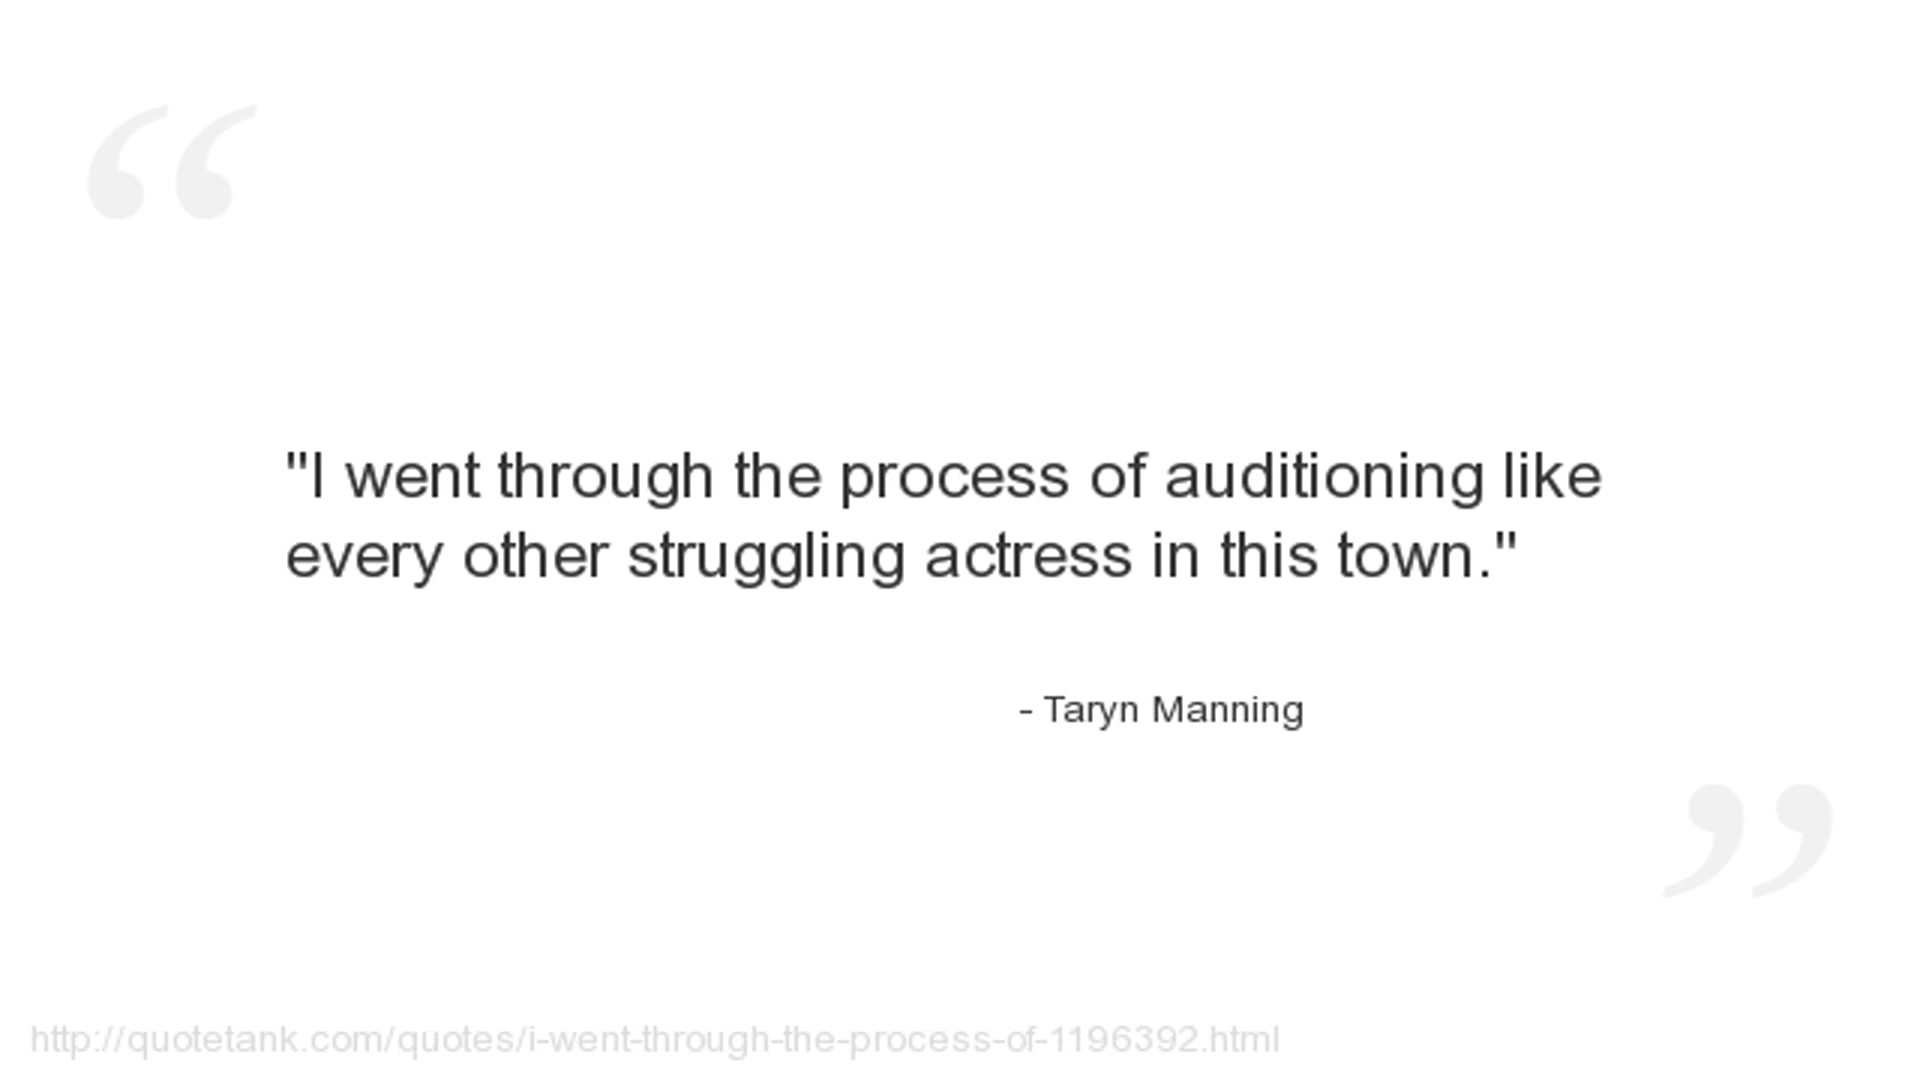 "I went through the process of auditioning like
every other struggling actress in this town."
- Taryn Manning
http://quotetank.com/quotes/i-went-through-the-process-of-1196392.html